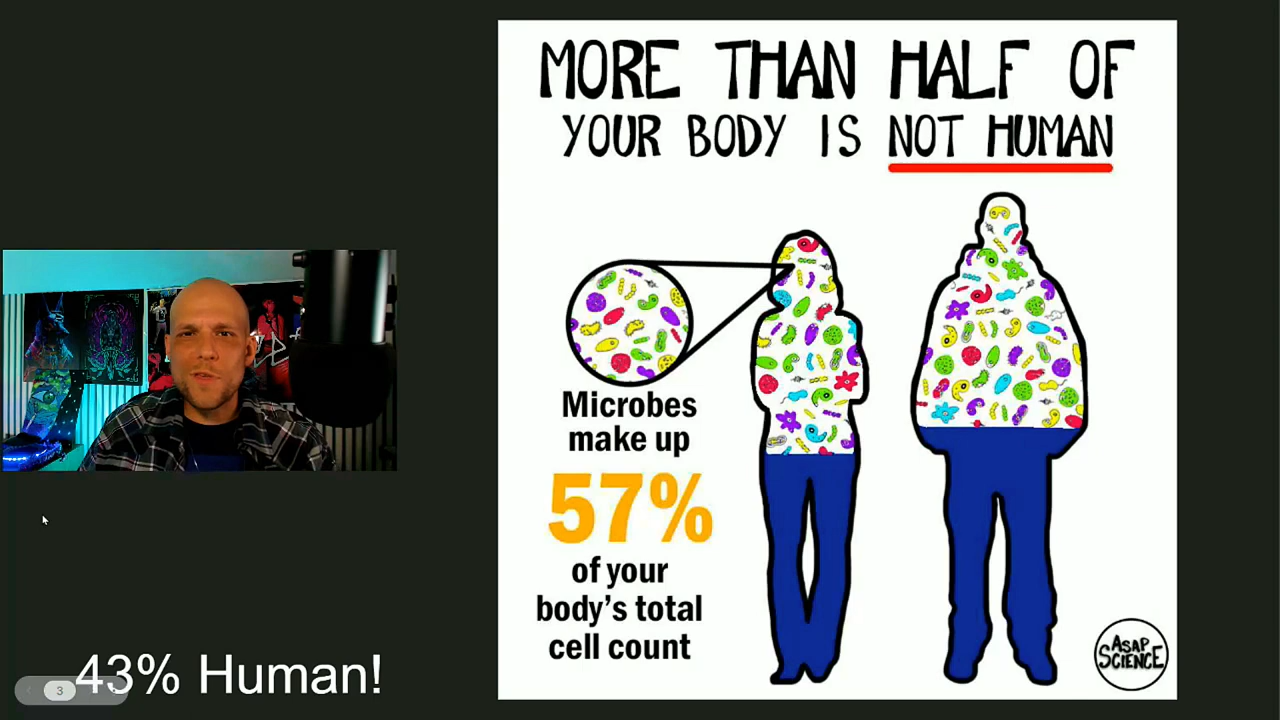 MORE THAN HALF OF
YOUR BODY IS NOT HUMAN
Microbes
make up
57%
of your
body's total
cell count
ASAP
SCIENCE
43% Human!
3